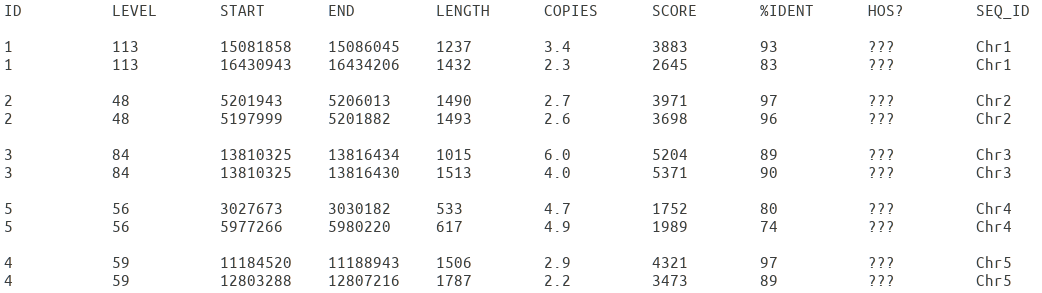 ID LEVEL START END LENGTH COPIES SCORE %IDENT HOS? SEQ_ID
1 113 15081858 15086045 1237 3.4 3883 93 ??? Chr1
1 113 16430943 16434206 1432 2.3 2645 83 ??? Chr1
2 48 5201943 5206013 1490 2.7 3971 97 ??? Chr2
2 48 5197999 5201882 1493 2.6 3698 96 ??? Chr2
3 84 13810325 13816434 1015 6.0 5204 89 ??? Chr3
3 84 13810325 13816430 1513 4.0 5371 90 ??? Chr3
5 56 3027673 3030182 533 4.7 1752 80 ??? Chr4
5 56 5977266 5980220 617 4.9 1989 74 ??? Chr4
4 59 11184520 11188943 1506 2.9 4321 97 ??? Chr5
4 59 12803288 12807216 1787 2.2 3473 89 ??? Chr5